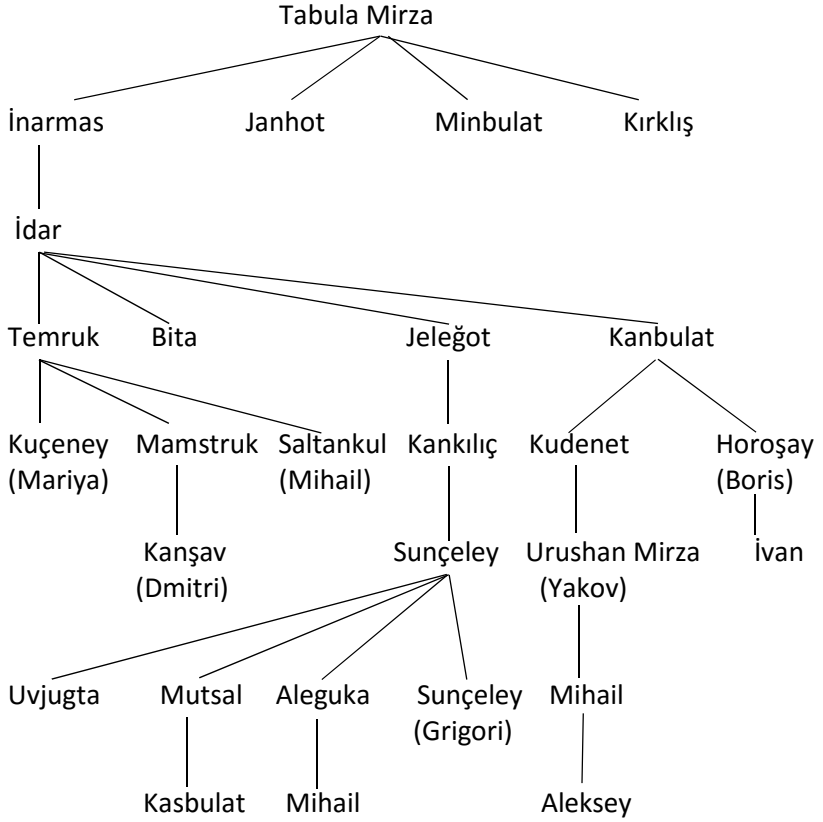 Tabula Mirza
İnarmas Janhot Minbulat Kırklış
İdar
Temruk Bita Jeleğot Kanbulat
Kuçeney Mamstruk Saltankul Kankılıç Kudenet Horoşay
(Mariya) (Mihail) (Boris)
Kanşav Sunçeley Urushan Mirza İvan
(Dmitri) (Yakov)
Uvjugta Mutsal Aleguka Sunçeley Mihail
(Grigori)
Kasbulat Mihail Aleksey